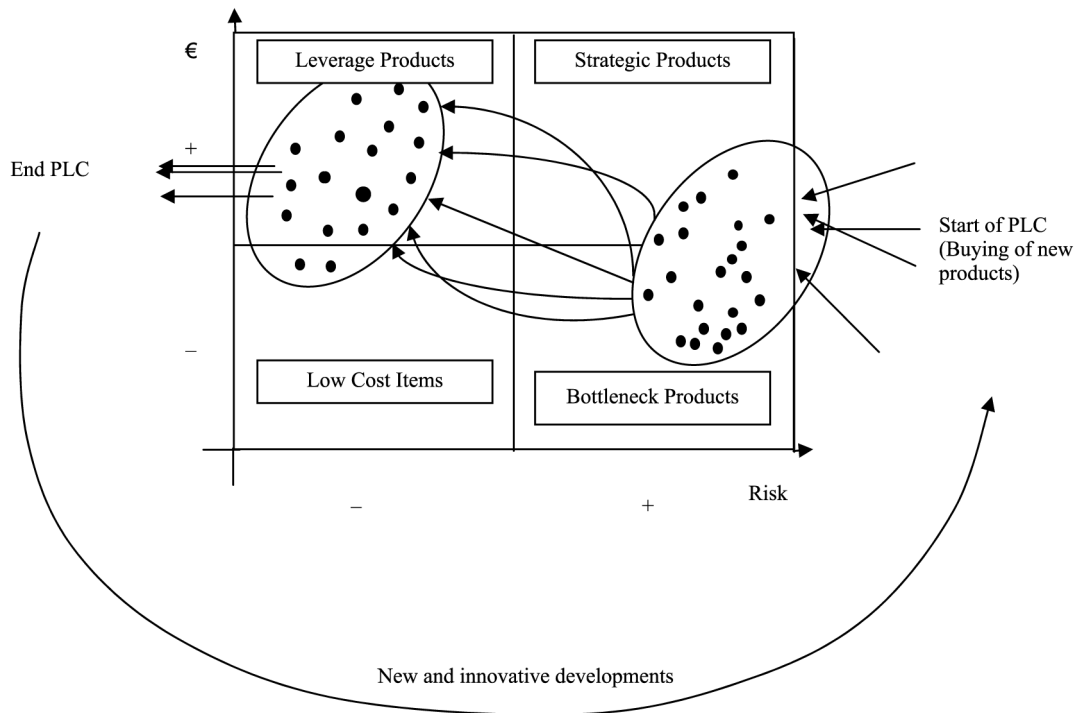 €
Leverage Products
Strategic Products
+
End PLC
Start of PLC
(Buying of new
products)
–
Low Cost Items
Bottleneck Products
Risk
–
+
New and innovative developments